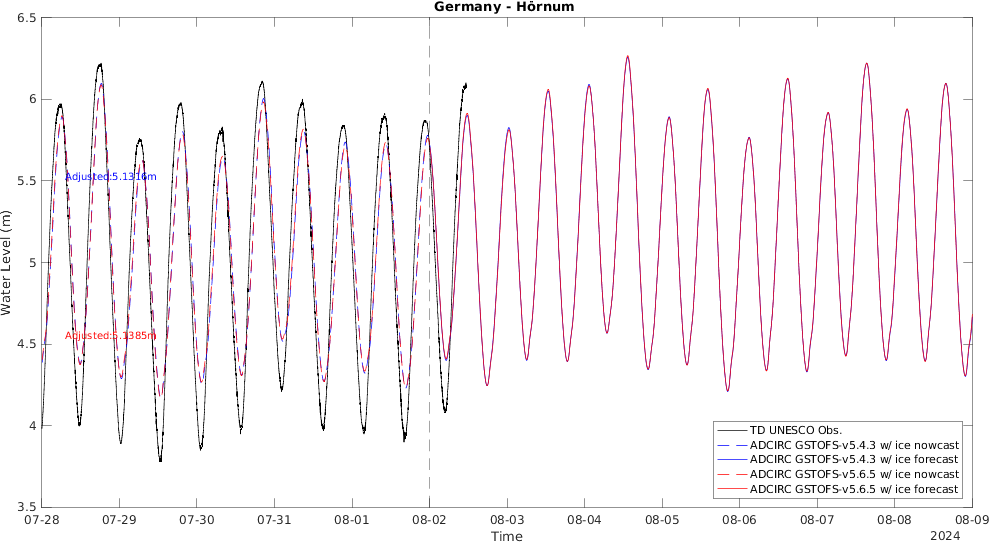 Germany - Hörnum
6.5
6
5.5
5
4.5
4
3.5
Water Level (m)
Adjusted:5.1316m
Adjusted:5.1385m
TD UNESCO Obs.
ADCIRC GSTOFS-v5.4.3 w/ ice nowcast
ADCIRC GSTOFS-v5.4.3 w/ ice forecast
ADCIRC GSTOFS-v5.6.5 w/ ice nowcast
ADCIRC GSTOFS-v5.6.5 w/ ice forecast
07-28 07-29 07-30 07-31 08-01 08-02 08-03 08-04 08-05 08-06 08-07 08-08 08-09
Time
2024